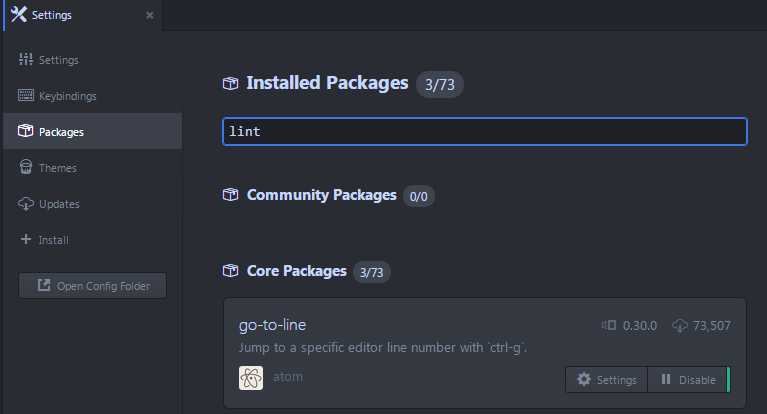 Settings
Settings
Keybindings
Packages
Themes
Updates
Install
Open Config Folder
Installed Packages 3/73
lint
Community Packages 0/0
Core Packages 3/73
go-to-line 0.30.0 73,507
Jump to a specific editor line number with `ctrl-g`.
atom Settings Disable